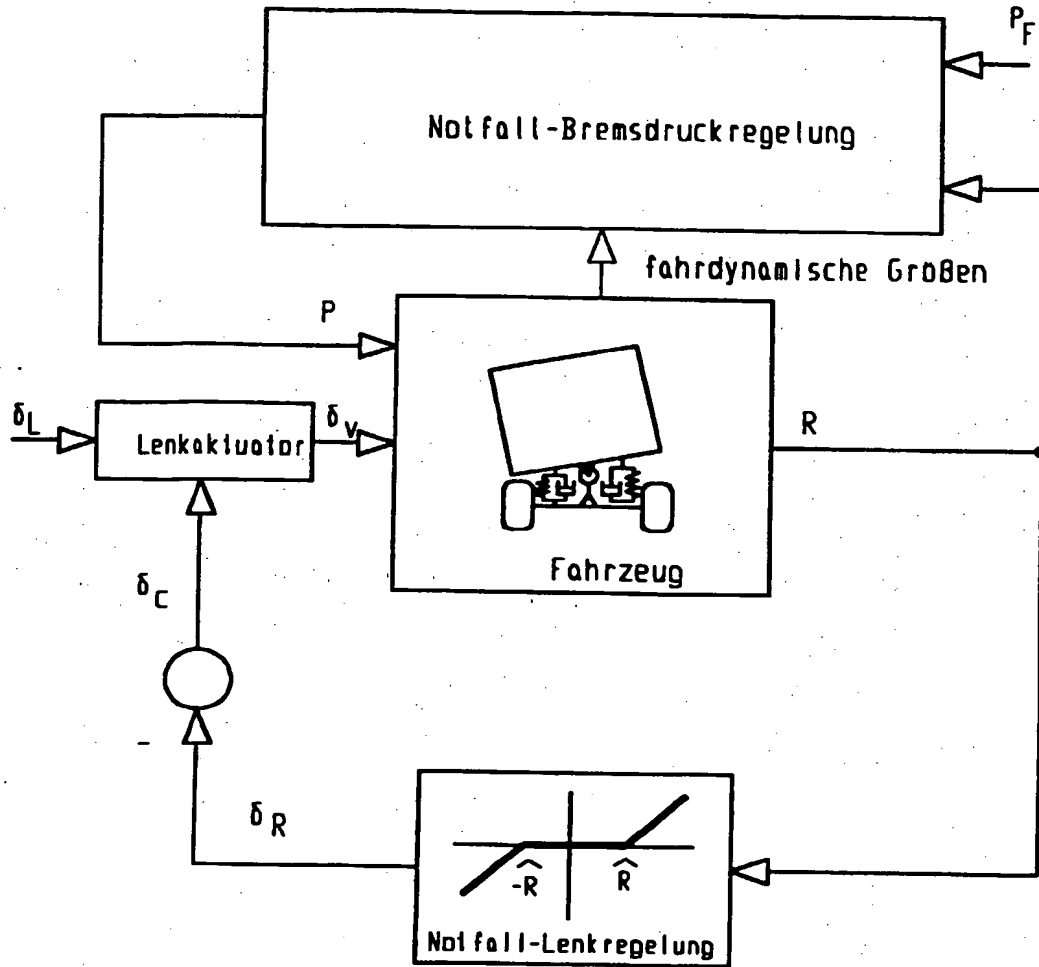 P_F
Notfall-Bremsdruckregelung
fahrdynamische Größen
P
δ_L
Lenkaktuator
δ_v
R
Fahrzeug
δ_C
-
δ_R
-R̂
R̂
Notfall-Lenkregelung